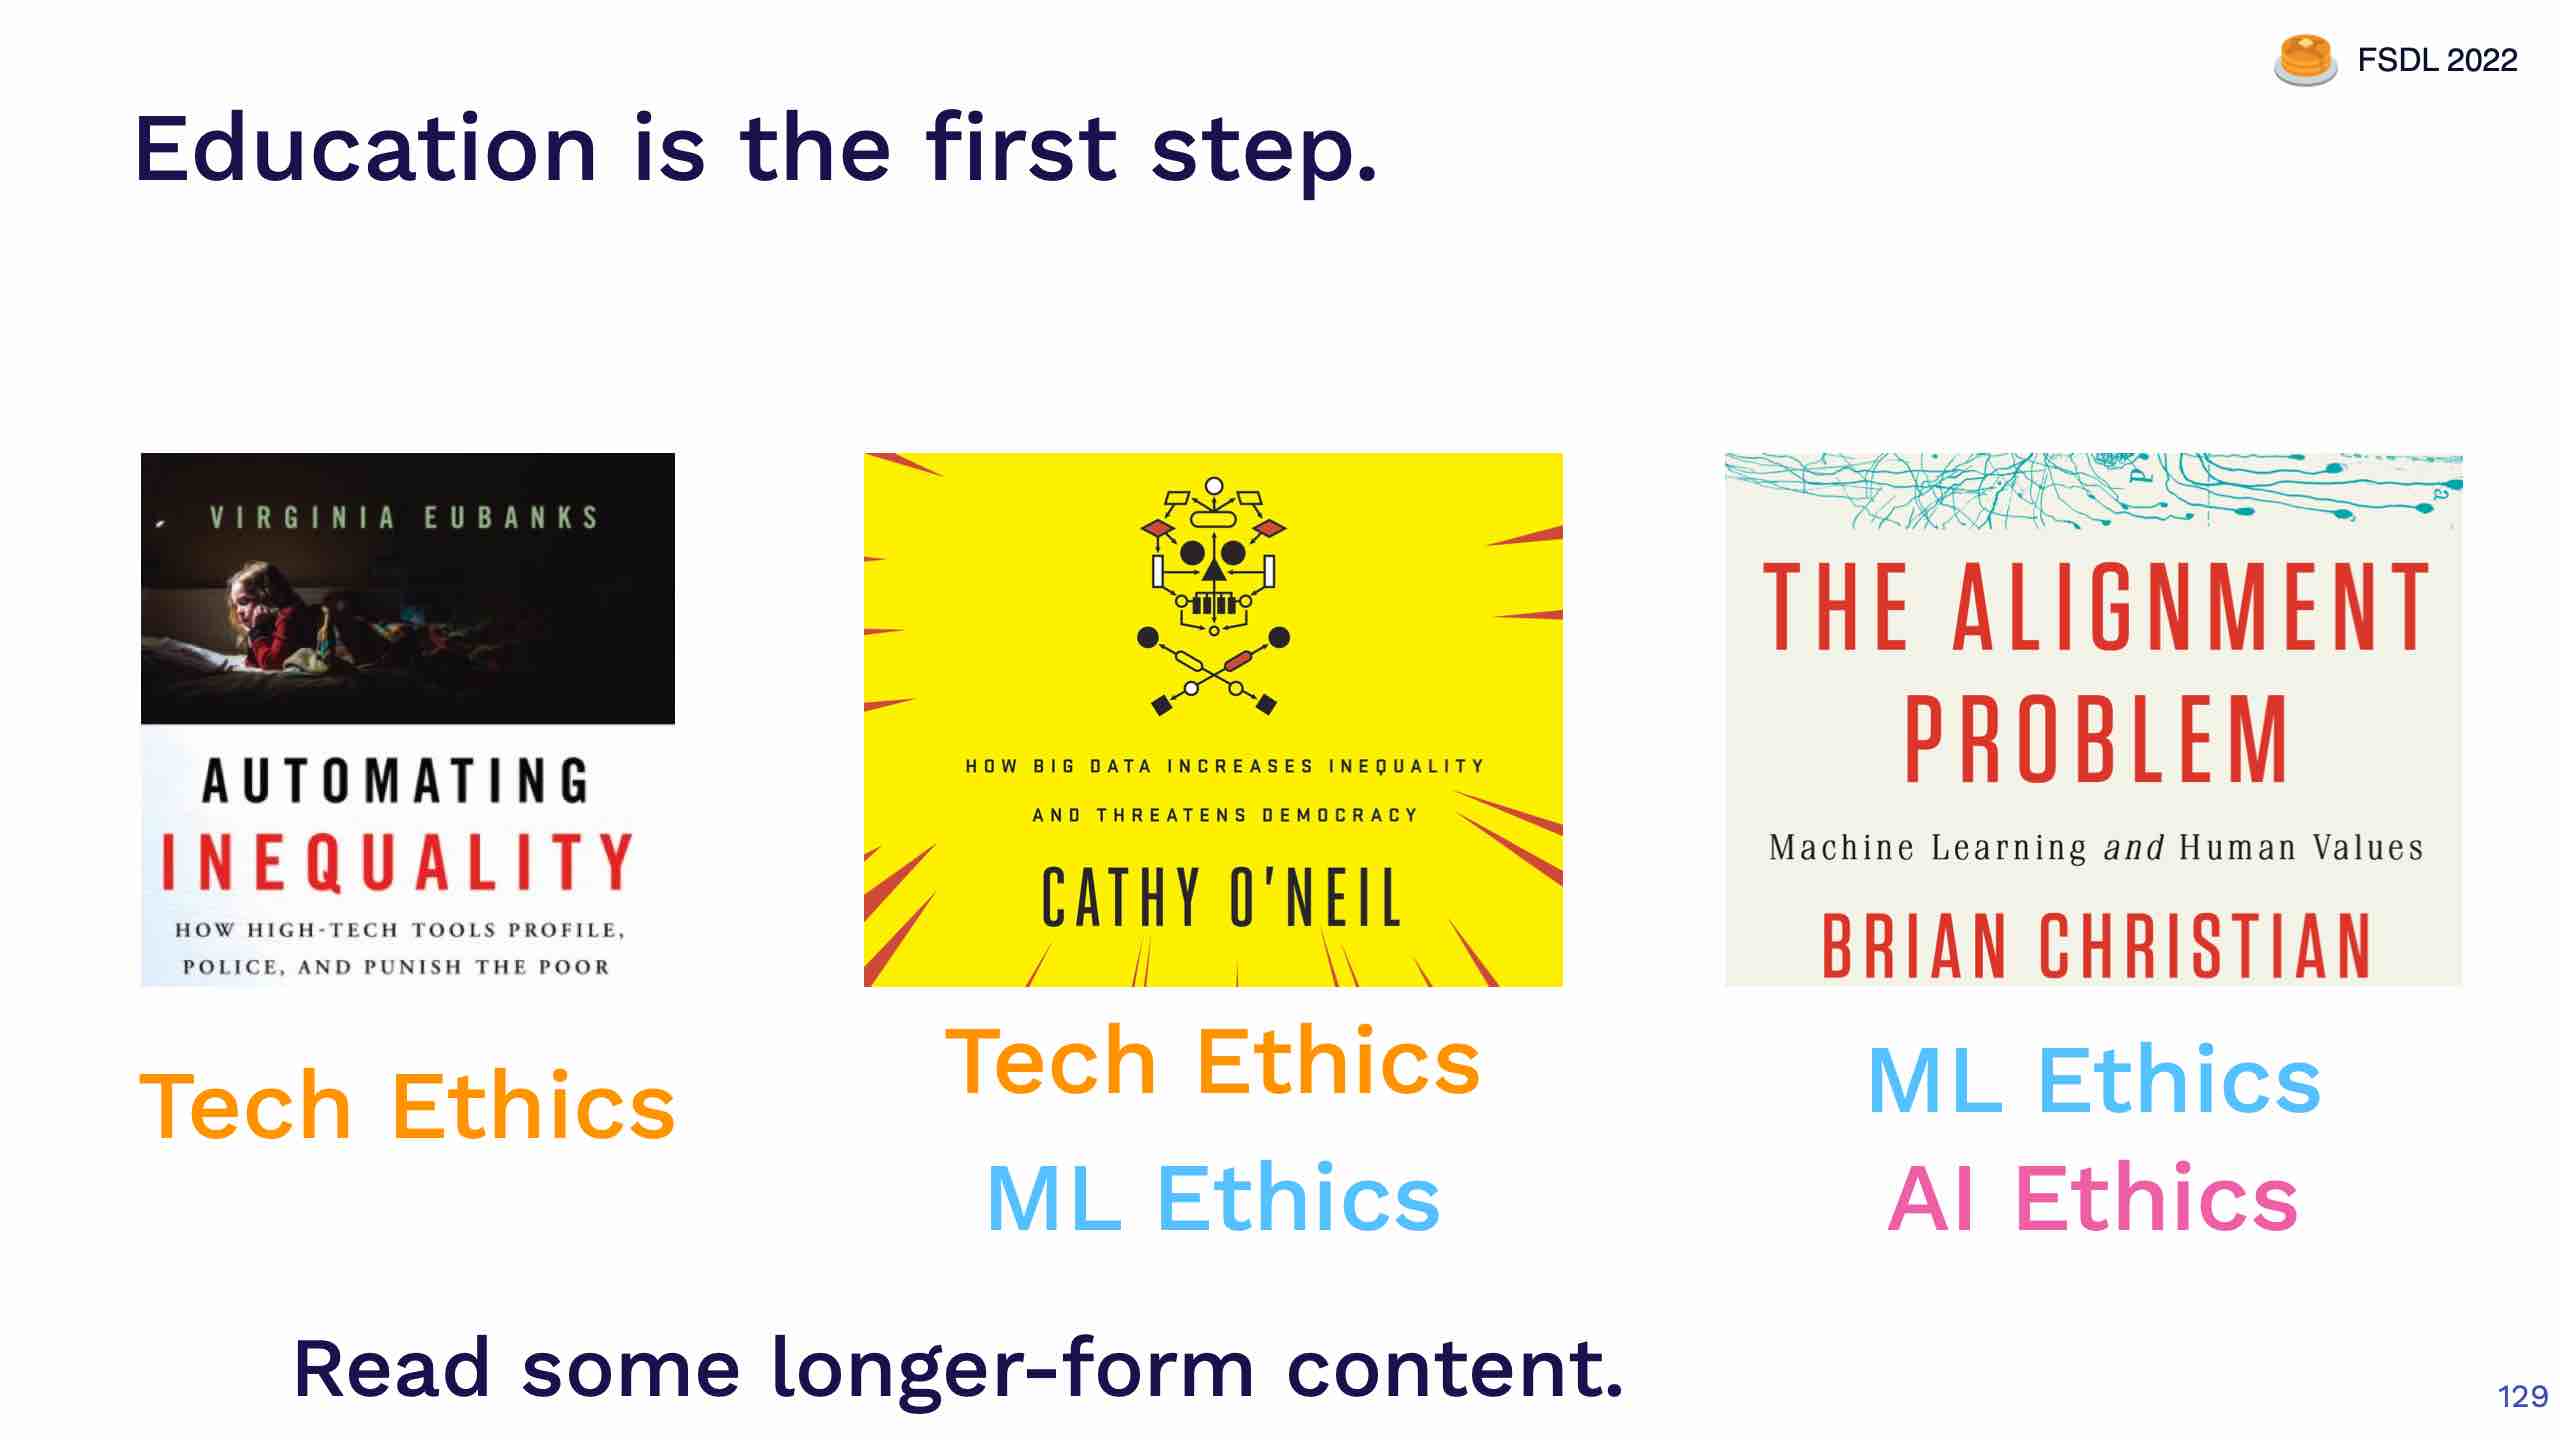 FSDL 2022
Education is the first step.
VIRGINIA EUBANKS
AUTOMATING
INEQUALITY
HOW HIGH-TECH TOOLS PROFILE,
POLICE, AND PUNISH THE POOR
Tech Ethics
HOW BIG DATA INCREASES INEQUALITY
AND THREATENS DEMOCRACY
CATHY O'NEIL
Tech Ethics
ML Ethics
P
a
THE ALIGNMENT
PROBLEM
Machine Learning and Human Values
BRIAN CHRISTIAN
ML Ethics
AI Ethics
Read some longer-form content.
129